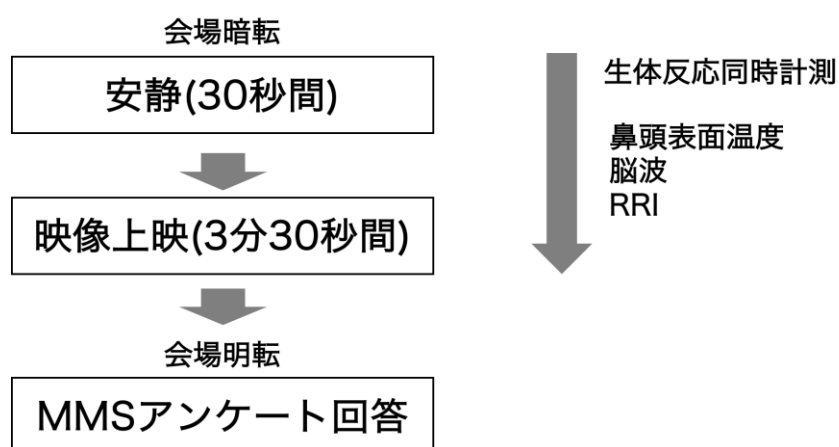 会場暗転
安静(30秒間)
映像上映(3分30秒間)
会場明転
MMSアンケート回答
生体反応同時計測
鼻頭表面温度
脳波
RRI